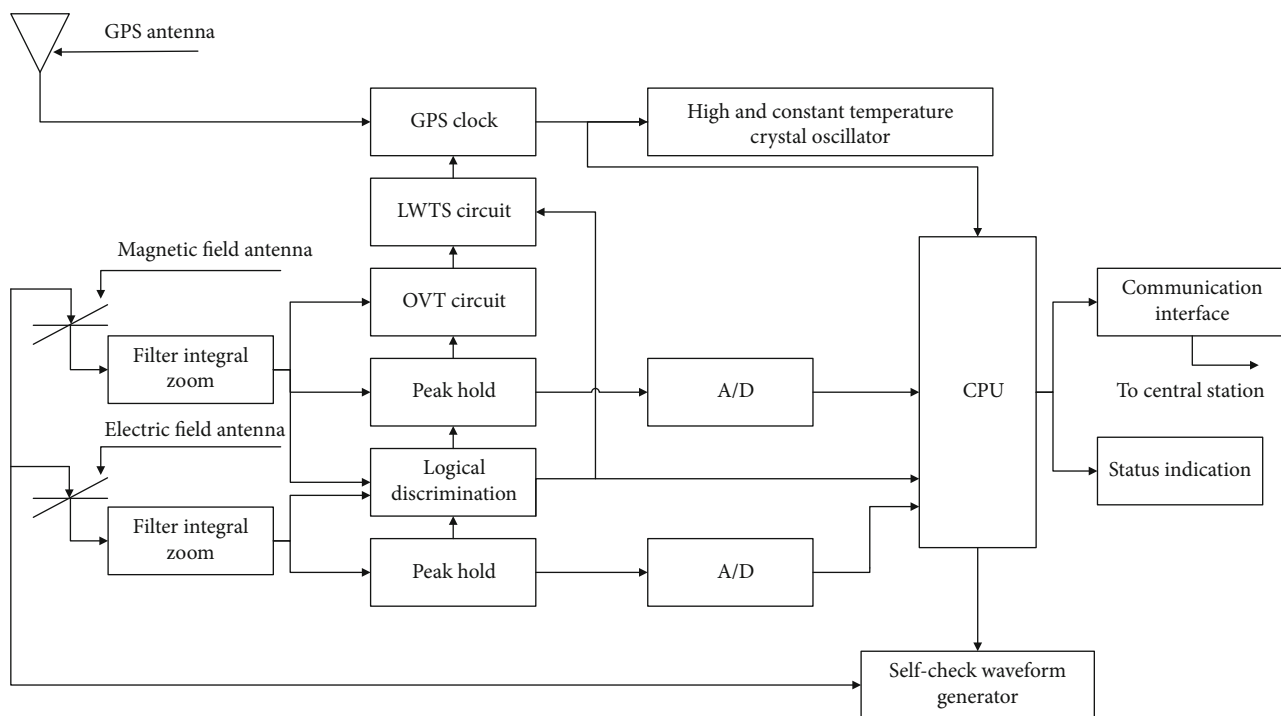 GPS antenna
GPS clock
High and constant temperature
crystal oscillator
LWTS circuit
Magnetic field antenna
OVT circuit
Communication
interface
Filter integral
zoom
Peak hold
A/D
CPU
To central station
Electric field antenna
Logical
discrimination
Status indication
Filter integral
zoom
Peak hold
A/D
Self-check waveform
generator